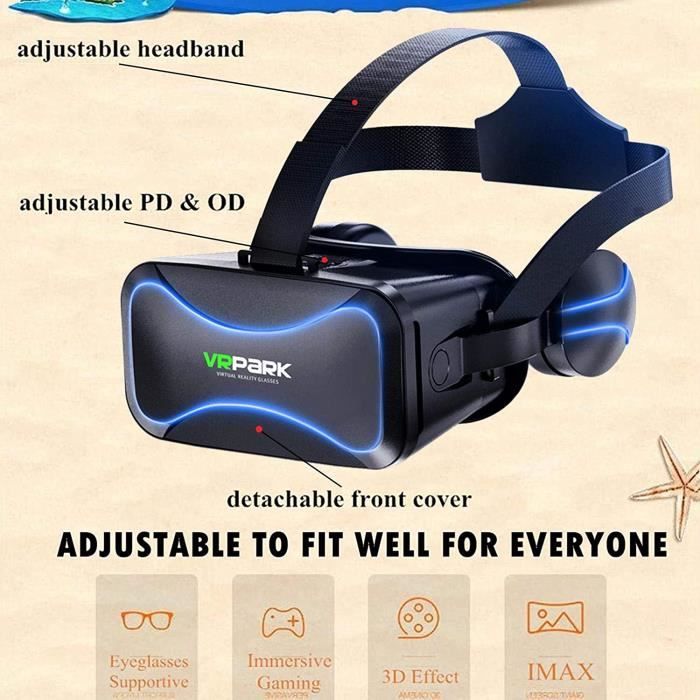 adjustable headband
adjustable PD & OD
VRPARK
VIRTUAL REALITY GLASSES
detachable front cover
ADJUSTABLE TO FIT WELL FOR EVERYONE
Eyeglasses
Supportive
Immersive
Gaming
3D Effect
IMAX